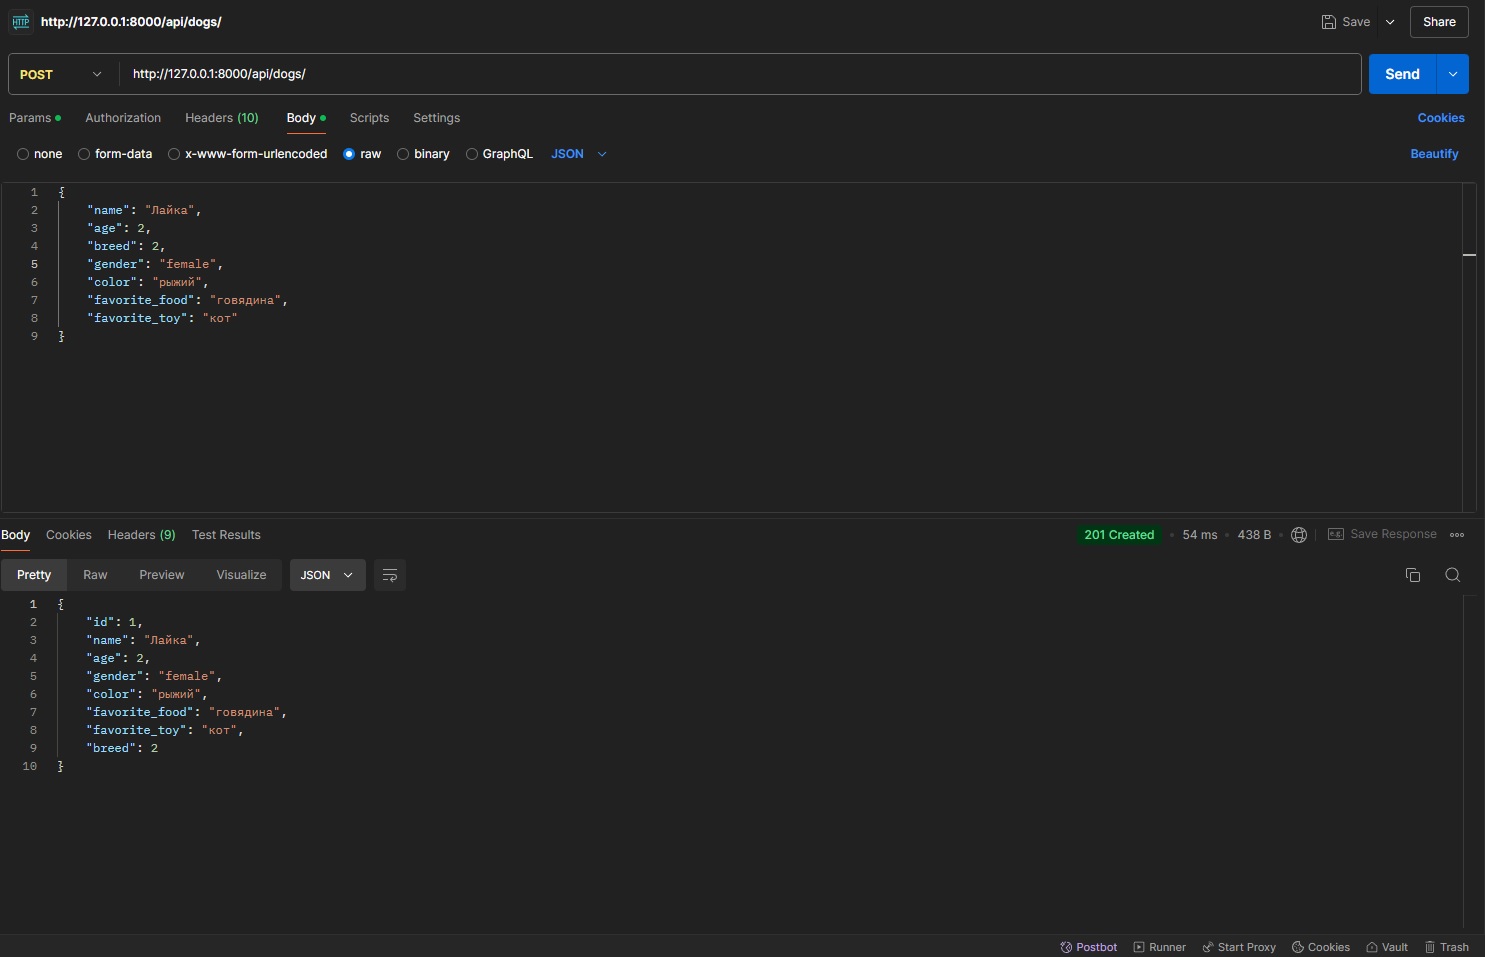 HTTP http://127.0.0.1:8000/api/dogs/ Save Share
POST http://127.0.0.1:8000/api/dogs/ Send
Params Authorization Headers (10) Body Scripts Settings Cookies
none form-data x-www-form-urlencoded raw binary GraphQL JSON Beautify
1 {
2 "name": "Лайка",
3 "age": 2,
4 "breed": 2,
5 "gender": "female",
6 "color": "рыжий",
7 "favorite_food": "говядина",
8 "favorite_toy": "кот"
9 }
Body Cookies Headers (9) Test Results 201 Created 54 ms 438 B e.g. Save Response
Pretty Raw Preview Visualize JSON
1 {
2 "id": 1,
3 "name": "Лайка",
4 "age": 2,
5 "gender": "female",
6 "color": "рыжий",
7 "favorite_food": "говядина",
8 "favorite_toy": "кот",
9 "breed": 2
10 }
Postbot Runner Start Proxy Cookies Vault Trash